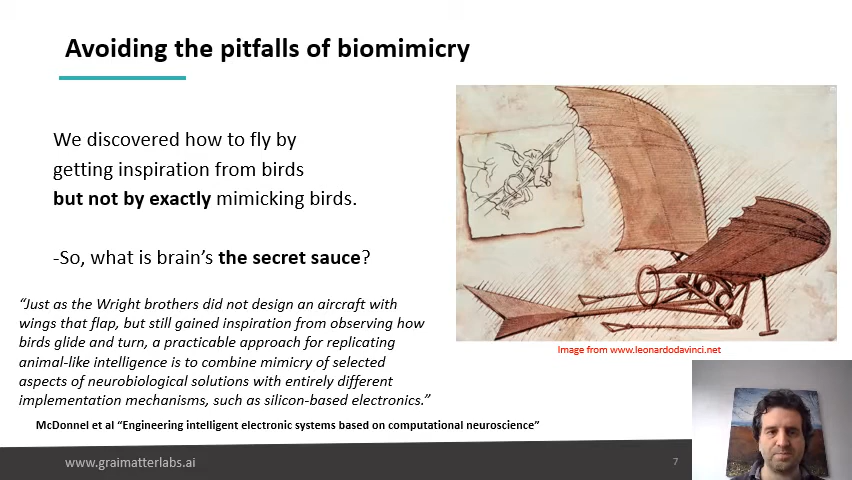 Avoiding the pitfalls of biomimicry
We discovered how to fly by
getting inspiration from birds
but not by exactly mimicking birds.
-So, what is brain’s the secret sauce?
“Just as the Wright brothers did not design an aircraft with
wings that flap, but still gained inspiration from observing how
birds glide and turn, a practicable approach for replicating
animal-like intelligence is to combine mimicry of selected
aspects of neurobiological solutions with entirely different
implementation mechanisms, such as silicon-based electronics.”
McDonnel et al “Engineering intelligent electronic systems based on computational neuroscience”
Image from www.leonardodavinci.net
www.graimatterlabs.ai
7